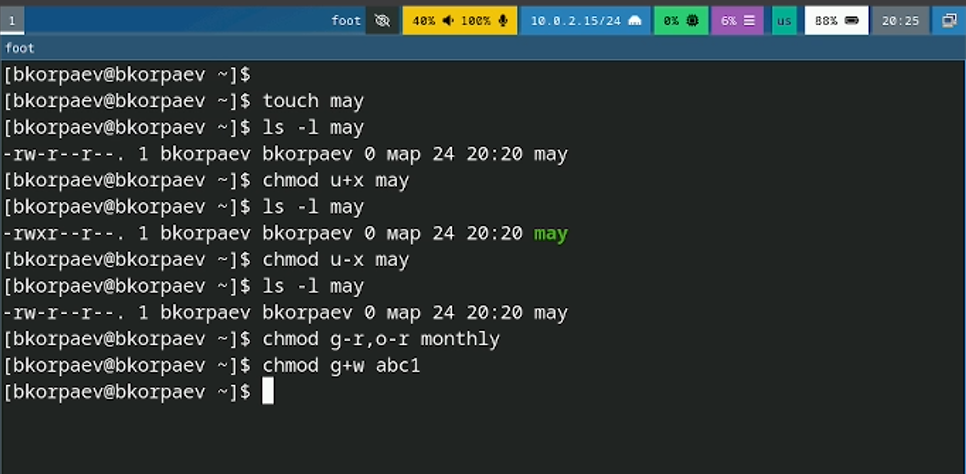 1 foot 40% 100% 10.0.2.15/24 0% 6% us 88% 20:25
foot
[bkorpaev@bkorpaev ~]$
[bkorpaev@bkorpaev ~]$ touch may
[bkorpaev@bkorpaev ~]$ ls -l may
-rw-r--r--. 1 bkorpaev bkorpaev 0 мар 24 20:20 may
[bkorpaev@bkorpaev ~]$ chmod u+x may
[bkorpaev@bkorpaev ~]$ ls -l may
-rwxr--r--. 1 bkorpaev bkorpaev 0 мар 24 20:20 may
[bkorpaev@bkorpaev ~]$ chmod u-x may
[bkorpaev@bkorpaev ~]$ ls -l may
-rw-r--r--. 1 bkorpaev bkorpaev 0 мар 24 20:20 may
[bkorpaev@bkorpaev ~]$ chmod g-r,o-r monthly
[bkorpaev@bkorpaev ~]$ chmod g+w abc1
[bkorpaev@bkorpaev ~]$